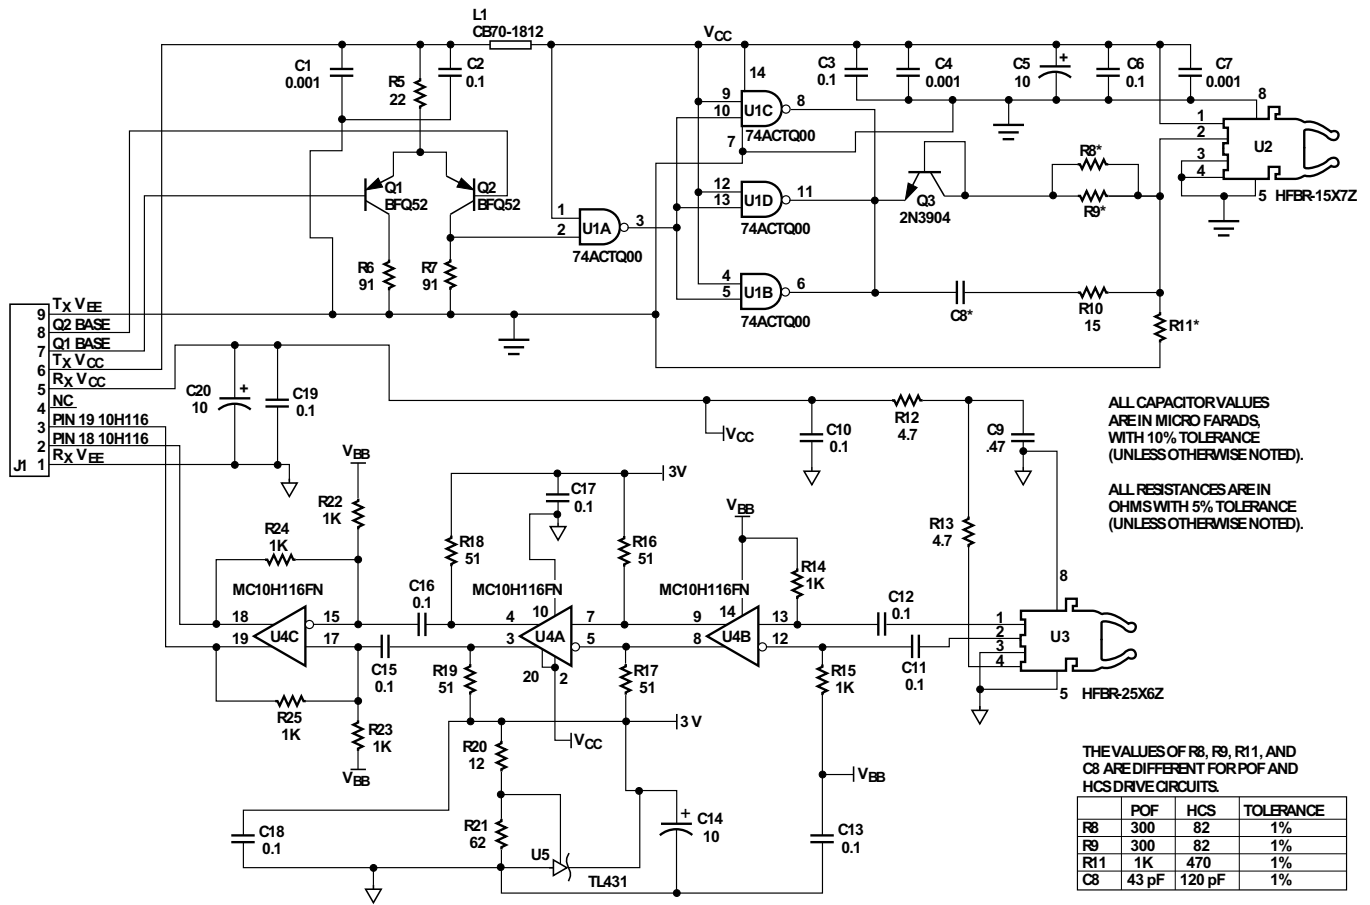 L1
CB70-1812
VCC
C1
0.001
R5
22
C2
0.1
14
9
10
U1C
8
74ACTQ00
7
C3
0.1
C4
0.001
C5
+
10
C6
0.1
C7
0.001
8
1
2
3
4
U2
5
HFBR-15X7Z
Q1
BFQ52
Q2
BFQ52
1
2
U1A
3
74ACTQ00
12
13
U1D
11
74ACTQ00
Q3
2N3904
R8*
R9*
R6
91
R7
91
4
5
U1B
6
74ACTQ00
C8*
R10
15
R11*
J1
9 TX VEE
8 Q2 BASE
7 Q1 BASE
6 TX VCC
5 RX VCC
4 NC
3 PIN 19 10H116
2 PIN 18 10H116
1 RX VEE
C20
+
10
C19
0.1
VCC
C10
0.1
R12
4.7
C9
.47
ALL CAPACITOR VALUES
ARE IN MICRO FARADS,
WITH 10% TOLERANCE
(UNLESS OTHERWISE NOTED).
ALL RESISTANCES ARE IN
OHMS WITH 5% TOLERANCE
(UNLESS OTHERWISE NOTED).
VBB
R22
1K
R24
1K
3V
C17
0.1
R18
51
R16
51
VBB
R14
1K
R13
4.7
MC10H116FN
18
19
U4C
15
17
C16
0.1
C15
0.1
MC10H116FN
10
4
3
U4A
7
5
20
2
MC10H116FN
14
9
8
U4B
13
12
C12
0.1
C11
0.1
8
1
2
3
4
U3
5
HFBR-25X6Z
R25
1K
R23
1K
VBB
R19
51
R17
51
R15
1K
3 V
VCC
R20
12
VBB
R21
62
U5
TL431
C18
0.1
+
C14
10
C13
0.1
THE VALUES OF R8, R9, R11, AND
C8 ARE DIFFERENT FOR POF AND
HCS DRIVE CIRCUITS.
POF HCS TOLERANCE
R8 300 82 1%
R9 300 82 1%
R11 1K 470 1%
C8 43 pF 120 pF 1%